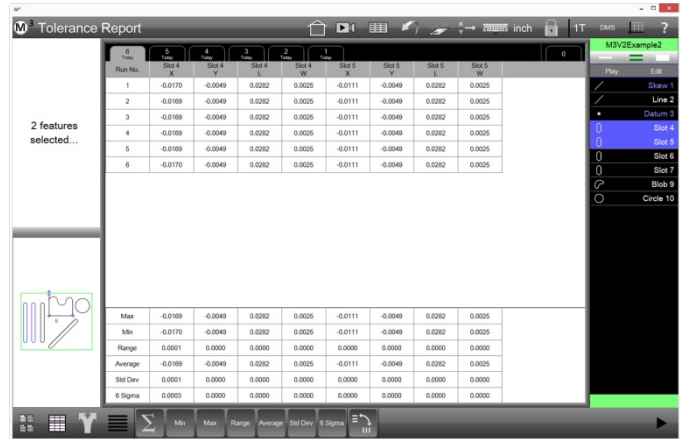 M³
M³ Tolerance Report inch 1T DMS ?
M3V2Example2
6 Today 5 Today 4 Today 3 Today 2 Today 1 Today 0
Play Edit
Run No. Slot 4 X Slot 4 Y Slot 4 L Slot 4 W Slot 5 X Slot 5 Y Slot 5 L Slot 5 W
1 -0.0170 -0.0049 0.0282 0.0025 -0.0111 -0.0049 0.0282 0.0025
2 -0.0169 -0.0049 0.0282 0.0025 -0.0111 -0.0049 0.0282 0.0025
3 -0.0169 -0.0049 0.0282 0.0025 -0.0111 -0.0049 0.0282 0.0025
4 -0.0169 -0.0049 0.0282 0.0025 -0.0111 -0.0049 0.0282 0.0025
5 -0.0169 -0.0049 0.0282 0.0025 -0.0111 -0.0049 0.0282 0.0025
6 -0.0170 -0.0049 0.0282 0.0025 -0.0111 -0.0049 0.0282 0.0025
Max -0.0169 -0.0049 0.0282 0.0025 -0.0111 -0.0049 0.0282 0.0025
Min -0.0170 -0.0049 0.0282 0.0025 -0.0111 -0.0049 0.0282 0.0025
Range 0.0001 0.0000 0.0000 0.0000 0.0000 0.0000 0.0000 0.0000
Average -0.0169 -0.0049 0.0282 0.0025 -0.0111 -0.0049 0.0282 0.0025
Std Dev 0.0001 0.0000 0.0000 0.0000 0.0000 0.0000 0.0000 0.0000
6 Sigma 0.0003 0.0000 0.0000 0.0000 0.0000 0.0000 0.0000 0.0000
2 features
selected...
Skew 1
Line 2
Datum 3
Slot 4
Slot 5
Slot 6
Slot 7
Blob 9
Circle 10
Σ Min Max Range Average Std Dev 6 Sigma